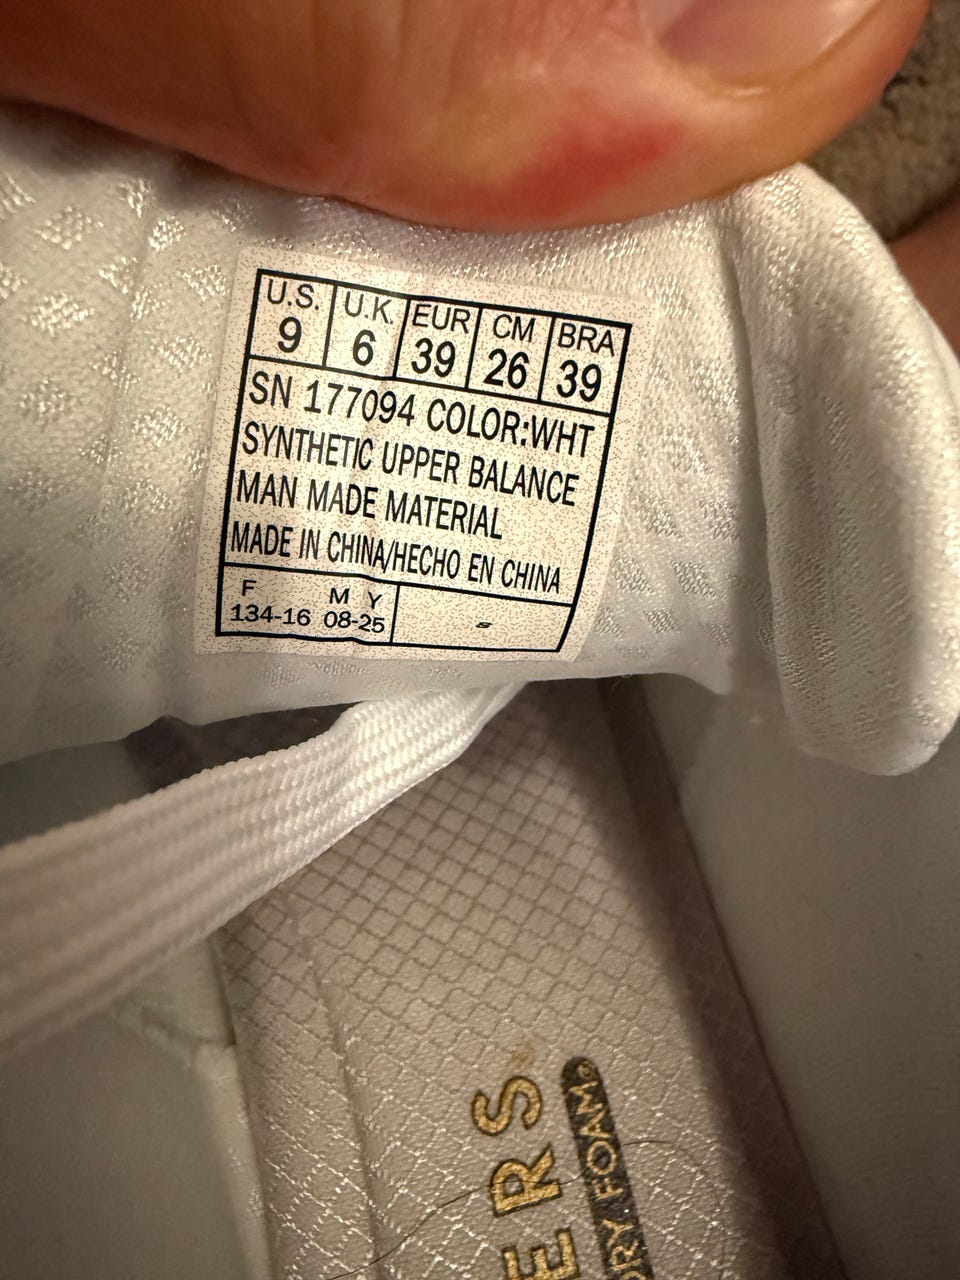 U.S. U.K. EUR CM BRA
9 6 39 26 39
SN 177094 COLOR:WHT
SYNTHETIC UPPER BALANCE
MAN MADE MATERIAL
MADE IN CHINA/HECHO EN CHINA
F M Y
134-16 08-25
ERS
ORY FOAM®